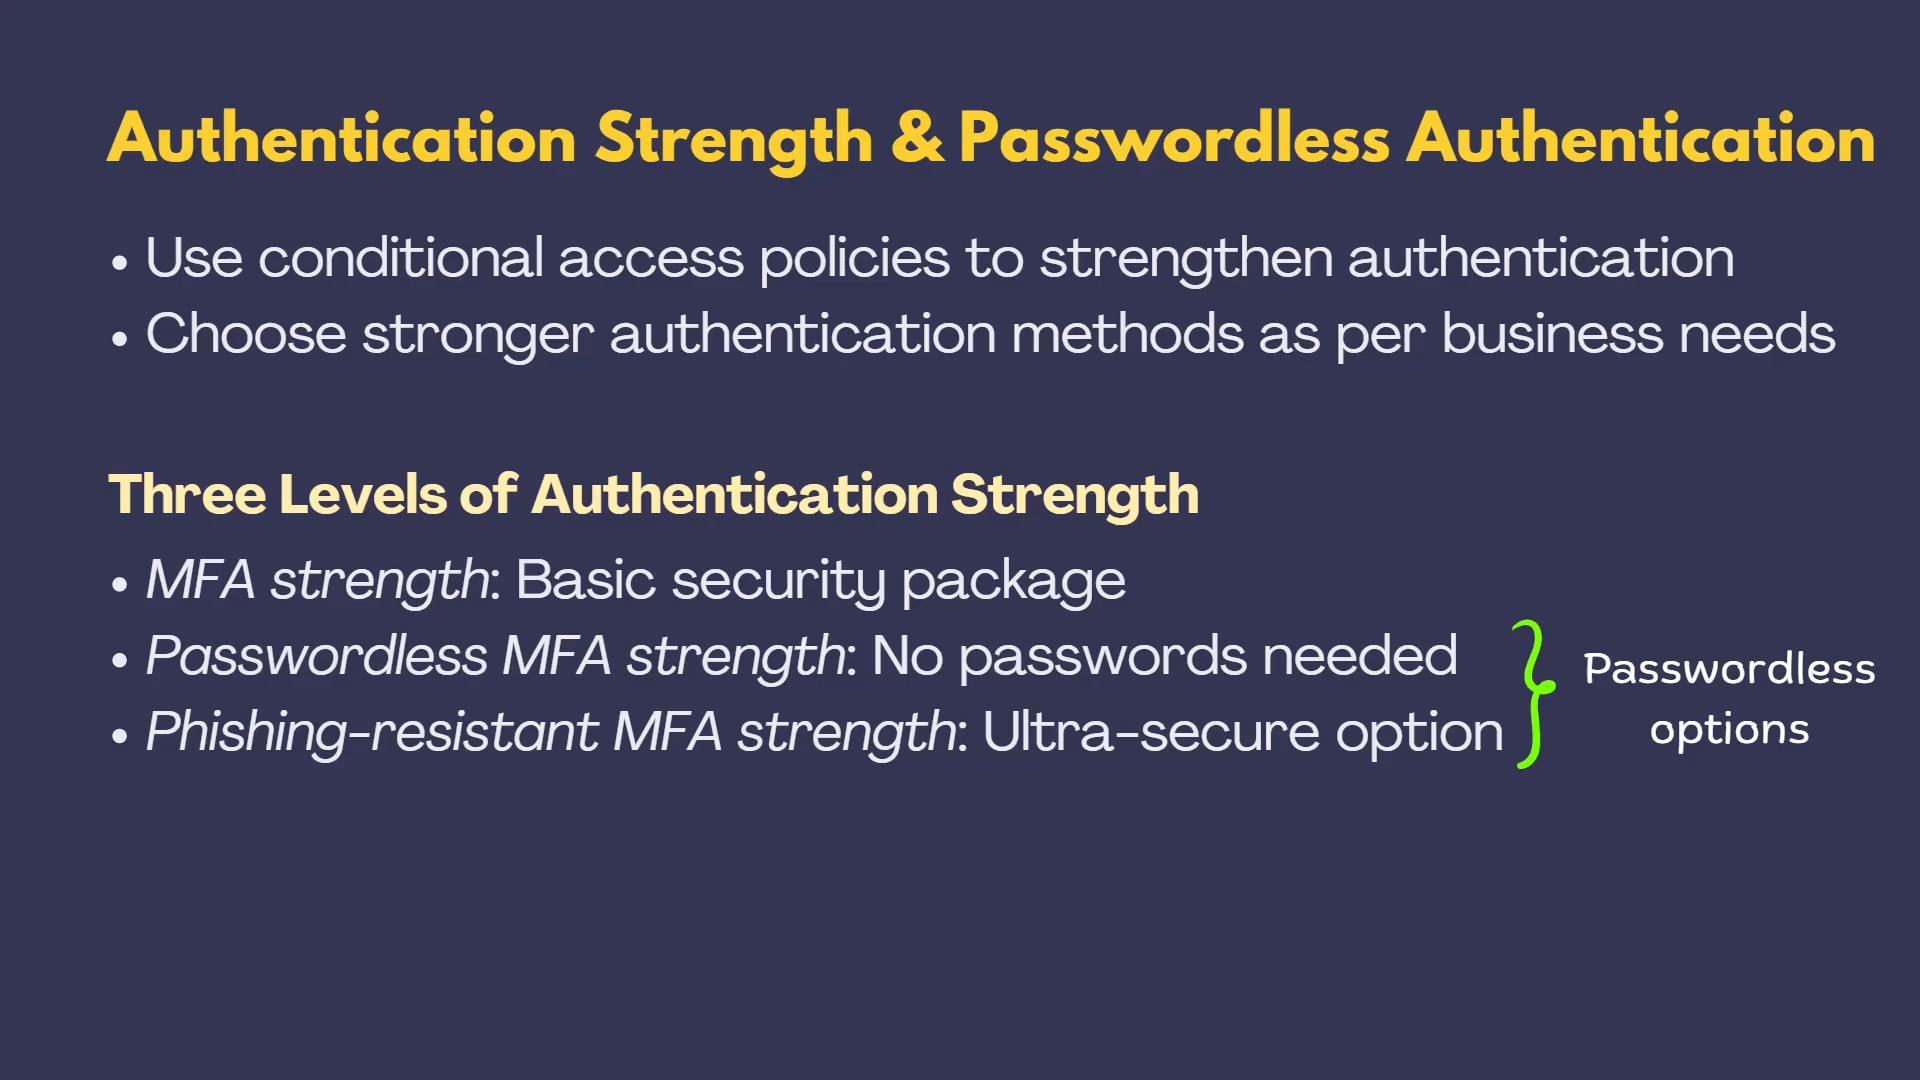 Authentication Strength & Passwordless Authentication
• Use conditional access policies to strengthen authentication
• Choose stronger authentication methods as per business needs
Three Levels of Authentication Strength
• MFA strength: Basic security package
• Passwordless MFA strength: No passwords needed
• Phishing-resistant MFA strength: Ultra-secure option
Passwordless
options